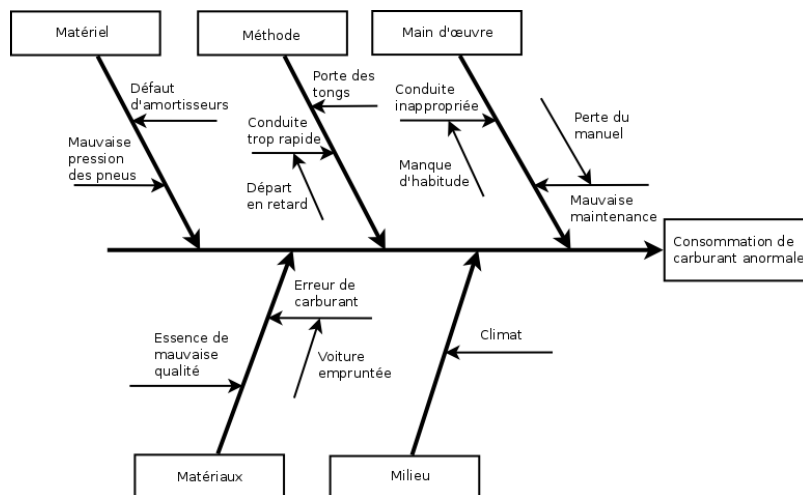 Matériel
Méthode
Main d'œuvre
Défaut
d'amortisseurs
Mauvaise
pression
des pneus
Porte des
tongs
Conduite
trop rapide
Départ
en retard
Conduite
inappropriée
Manque
d'habitude
Perte du
manuel
Mauvaise
maintenance
Consommation de
carburant anormale
Erreur de
carburant
Essence de
mauvaise
qualité
Voiture
empruntée
Climat
Matériaux
Milieu